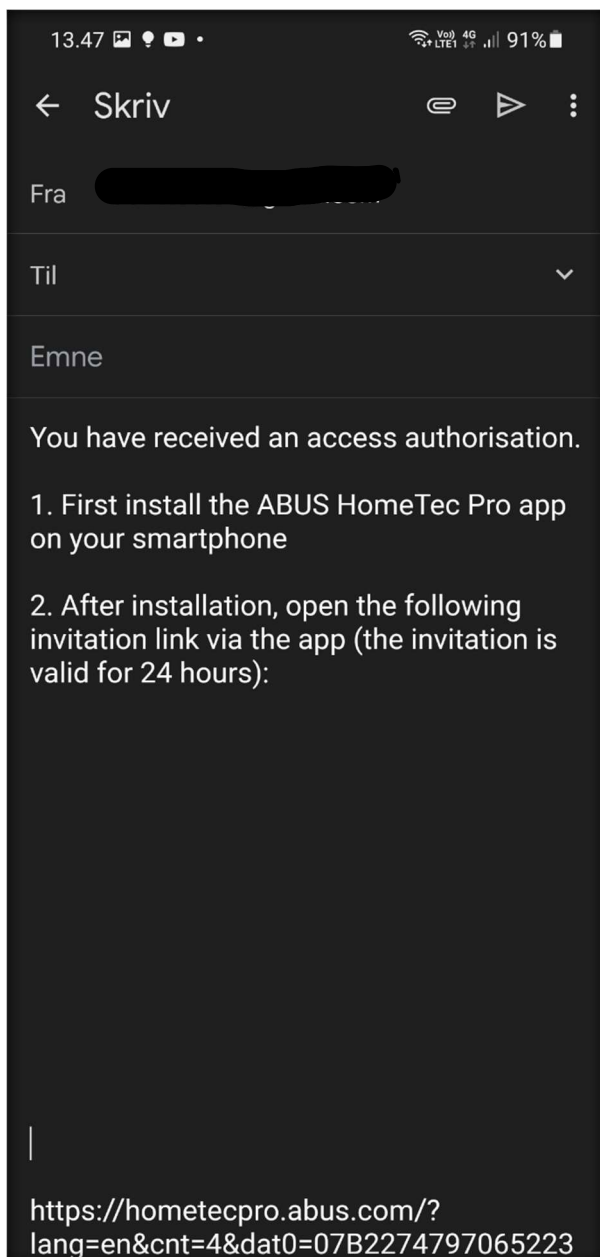 13.47
Vo) 4G 91%
LTE1
Skriv
Fra
Til
Emne
You have received an access authorisation.
1. First install the ABUS HomeTec Pro app
on your smartphone
2. After installation, open the following
invitation link via the app (the invitation is
valid for 24 hours):
https://hometecpro.abus.com/?
lang=en&cnt=4&dat0=07B2274797065223